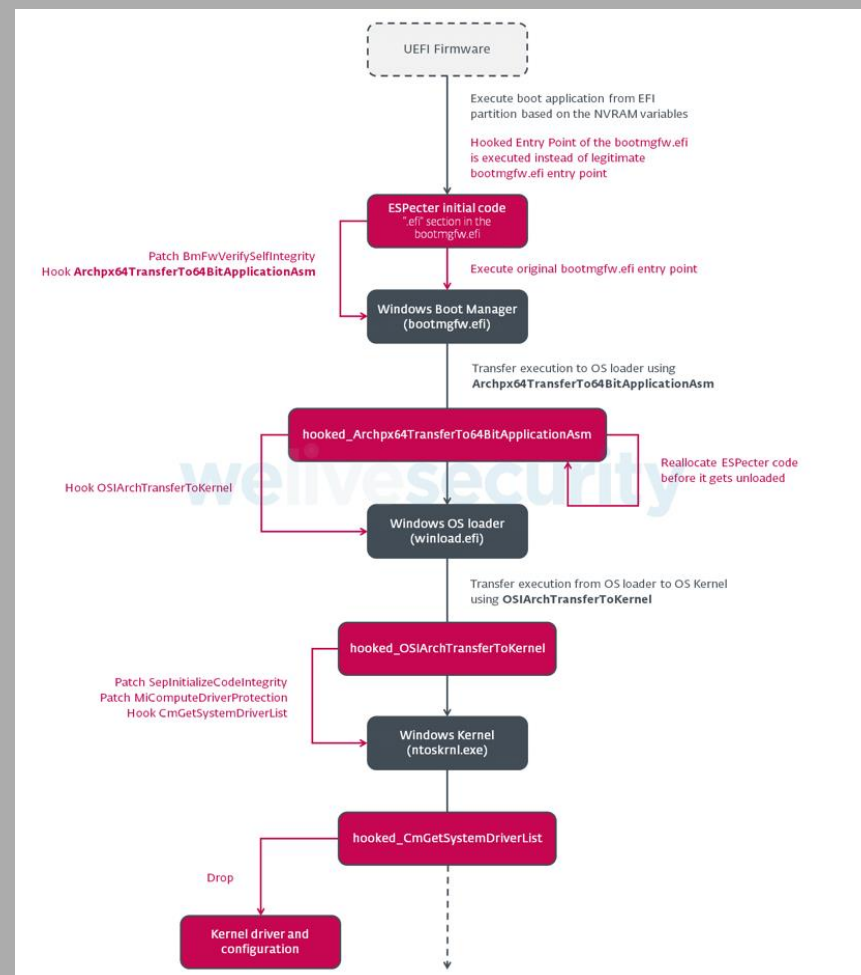 UEFI Firmware
Execute boot application from EFI
partition based on the NVRAM variables
Hooked Entry Point of the bootmgfw.efi
is executed instead of legitimate
bootmgfw.efi entry point
ESPecter initial code
".efi" section in the
bootmgfw.efi
Patch BmFwVerifySelfIntegrity
Hook Archpx64TransferTo64BitApplicationAsm
Execute original bootmgfw.efi entry point
Windows Boot Manager
(bootmgfw.efi)
Transfer execution to OS loader using
Archpx64TransferTo64BitApplicationAsm
hooked_Archpx64TransferTo64BitApplicationAsm
welivesecurity
Reallocate ESPecter code
before it gets unloaded
Hook OSIArchTransferToKernel
Windows OS loader
(winload.efi)
Transfer execution from OS loader to OS Kernel
using OSIArchTransferToKernel
hooked_OSIArchTransferToKernel
Patch SepInitializeCodeIntegrity
Patch MiComputeDriverProtection
Hook CmGetSystemDriverList
Windows Kernel
(ntoskrnl.exe)
hooked_CmGetSystemDriverList
Drop
Kernel driver and
configuration